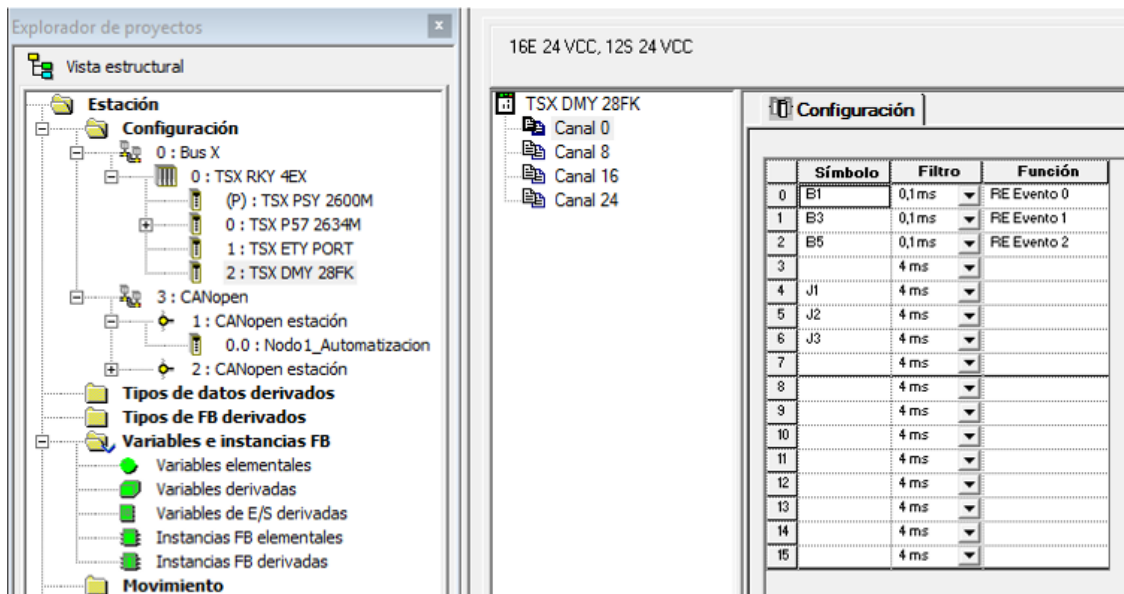 Explorador de proyectos
x
Vista estructural
Estación
Configuración
0 : Bus X
0 : TSX RKY 4EX
(P) : TSX PSY 2600M
0 : TSX P57 2634M
1 : TSX ETY PORT
2 : TSX DMY 28FK
3 : CANopen
1 : CANopen estación
0.0 : Nodo1_Automatizacion
2 : CANopen estación
Tipos de datos derivados
Tipos de FB derivados
Variables e instancias FB
Variables elementales
Variables derivadas
Variables de E/S derivadas
Instancias FB elementales
Instancias FB derivadas
Movimiento
16E 24 VCC, 12S 24 VCC
TSX DMY 28FK
Canal 0
Canal 8
Canal 16
Canal 24
Configuración
Símbolo Filtro Función
0 B1 0,1 ms RE Evento 0
1 B3 0,1 ms RE Evento 1
2 B5 0,1 ms RE Evento 2
3 4 ms
4 J1 4 ms
5 J2 4 ms
6 J3 4 ms
7 4 ms
8 4 ms
9 4 ms
10 4 ms
11 4 ms
12 4 ms
13 4 ms
14 4 ms
15 4 ms